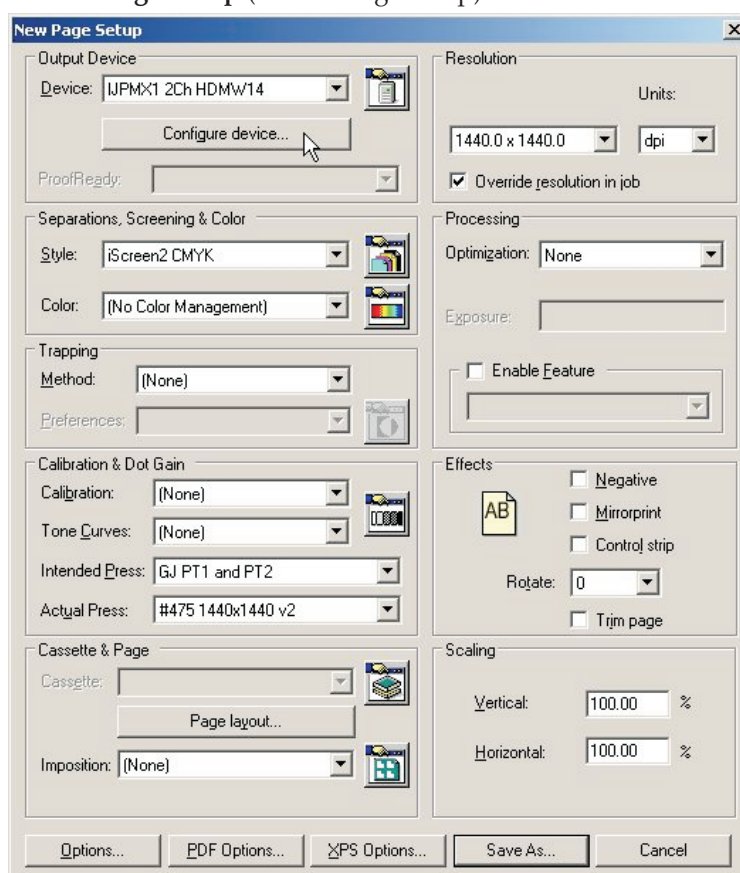 New Page Setup
Output Device
Device: IJPMX1 2Ch HDMW14
Configure device...
ProofReady:
Separations, Screening & Color
Style: iScreen2 CMYK
Color: (No Color Management)
Trapping
Method: (None)
Preferences:
Calibration & Dot Gain
Calibration: (None)
Tone Curves: (None)
Intended Press: GJ PT1 and PT2
Actual Press: #475 1440x1440 v2
Cassette & Page
Cassette:
Page layout...
Imposition: (None)
Resolution
Units:
1440.0 x 1440.0 dpi
Override resolution in job
Processing
Optimization: None
Exposure:
Enable Feature
Effects
AB
Negative
Mirrorprint
Control strip
Rotate: 0
Trim page
Scaling
Vertical: 100.00 %
Horizontal: 100.00 %
Options... PDF Options... XPS Options... Save As... Cancel